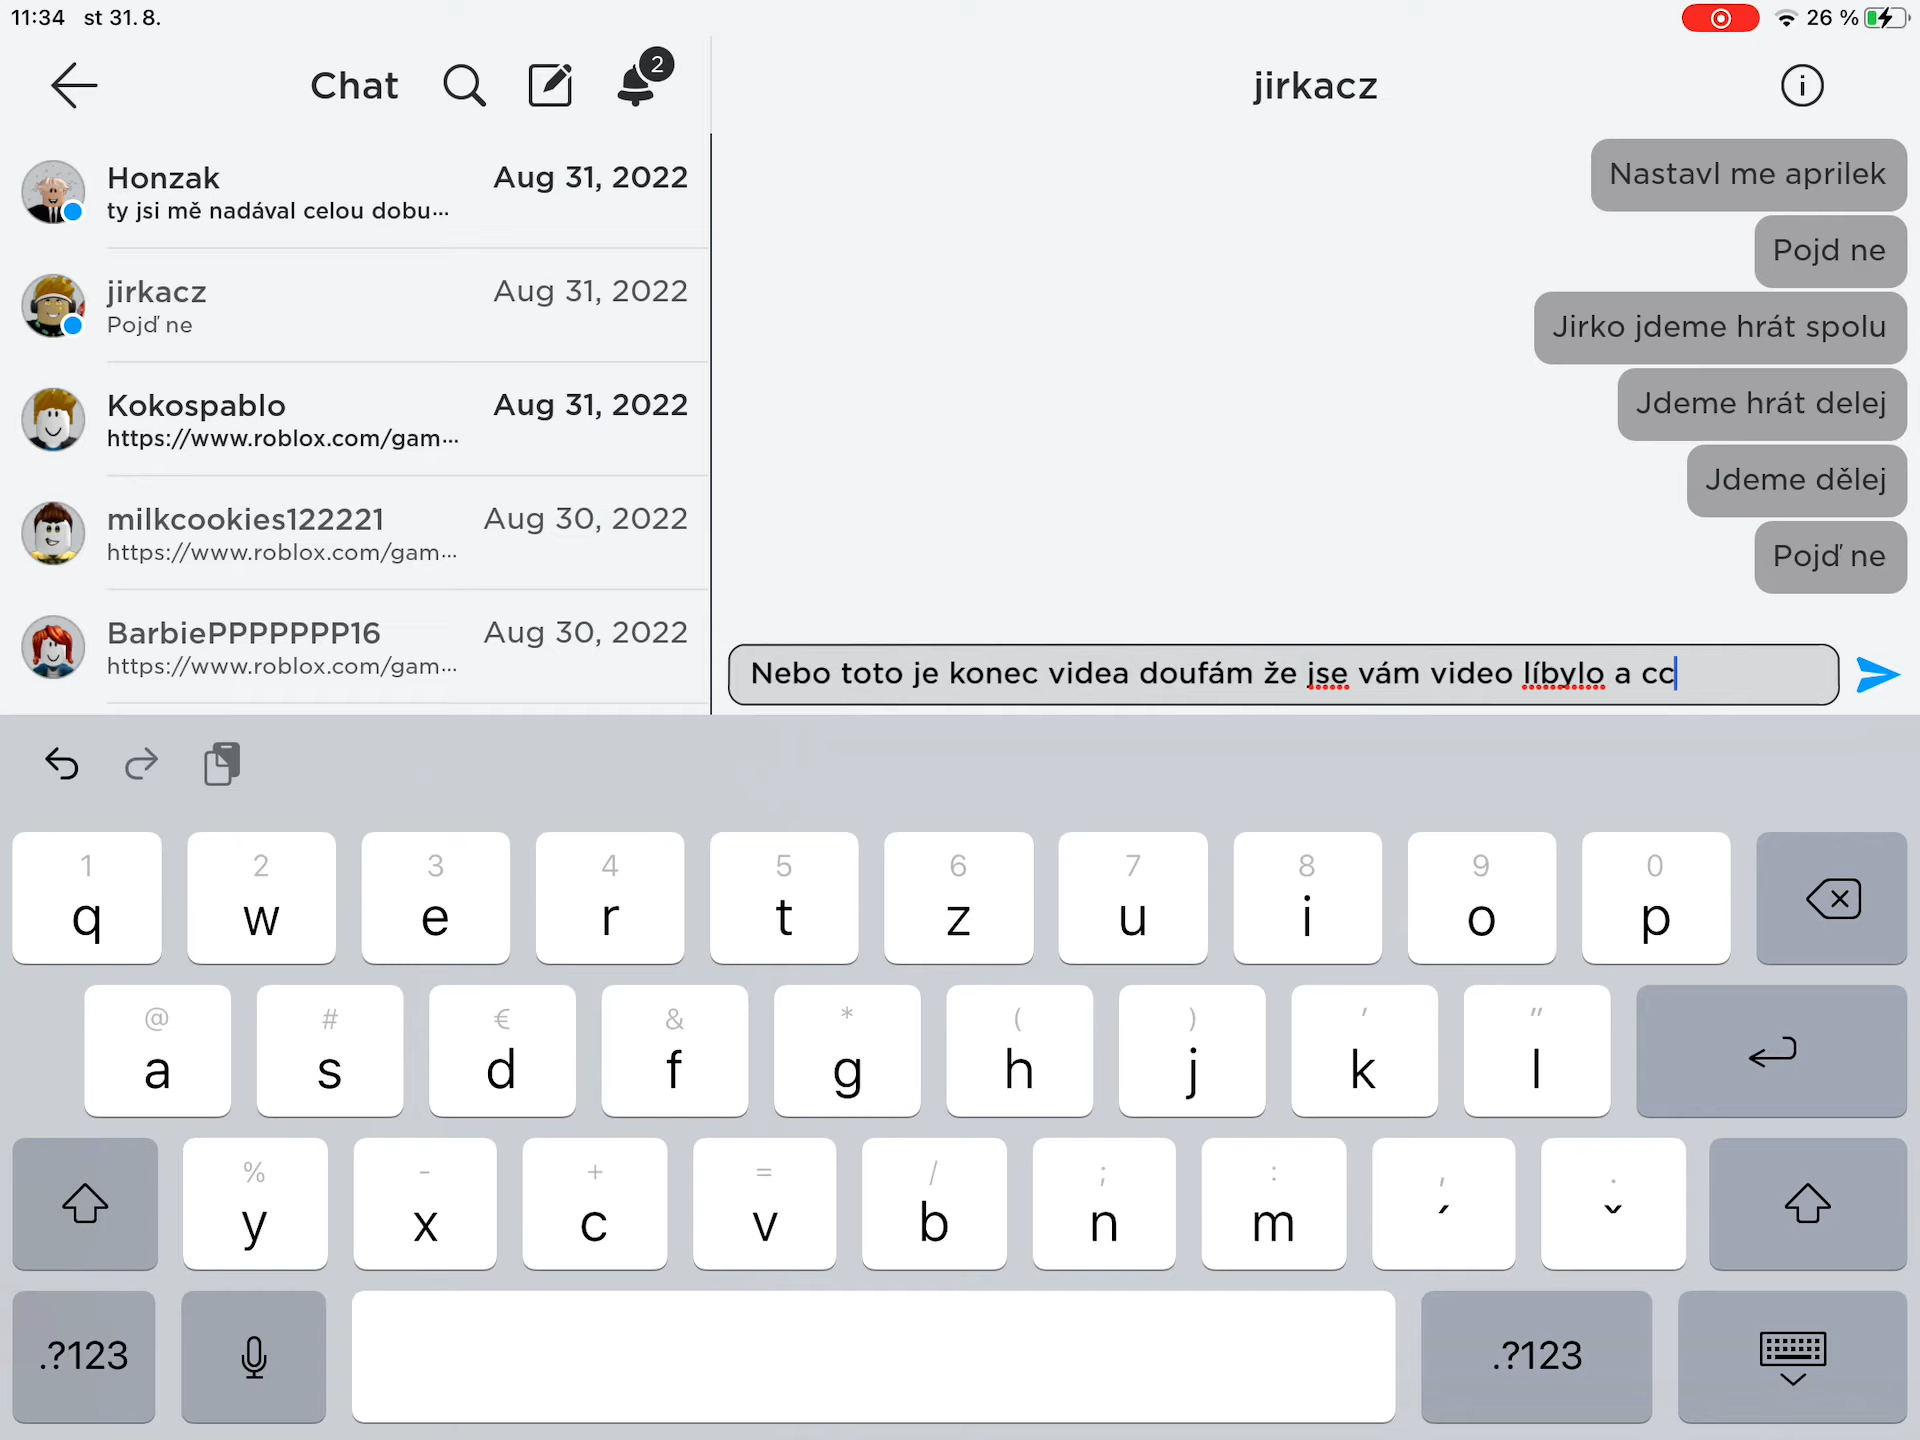 11:34 st 31. 8.
26 %
Chat
2
jirkacz
Honzak
Aug 31, 2022
ty jsi mě nadával celou dobu...
jirkacz
Aug 31, 2022
Pojď ne
Kokospablo
Aug 31, 2022
https://www.roblox.com/gam...
milkcookies122221
Aug 30, 2022
https://www.roblox.com/gam...
BarbiePPPPPPP16
Aug 30, 2022
https://www.roblox.com/gam...
Nastavl me aprilek
Pojd ne
Jirko jdeme hrát spolu
Jdeme hrát delej
Jdeme dělej
Pojď ne
Nebo toto je konec videa doufám že jse vám video líbylo a cc
1 2 3 4 5 6 7 8 9 0
q w e r t z u i o p
@ # € & * ( ) ' "
a s d f g h j k l
% - + = / ; : , .
y x c v b n m ´ ˇ
.?123 .?123